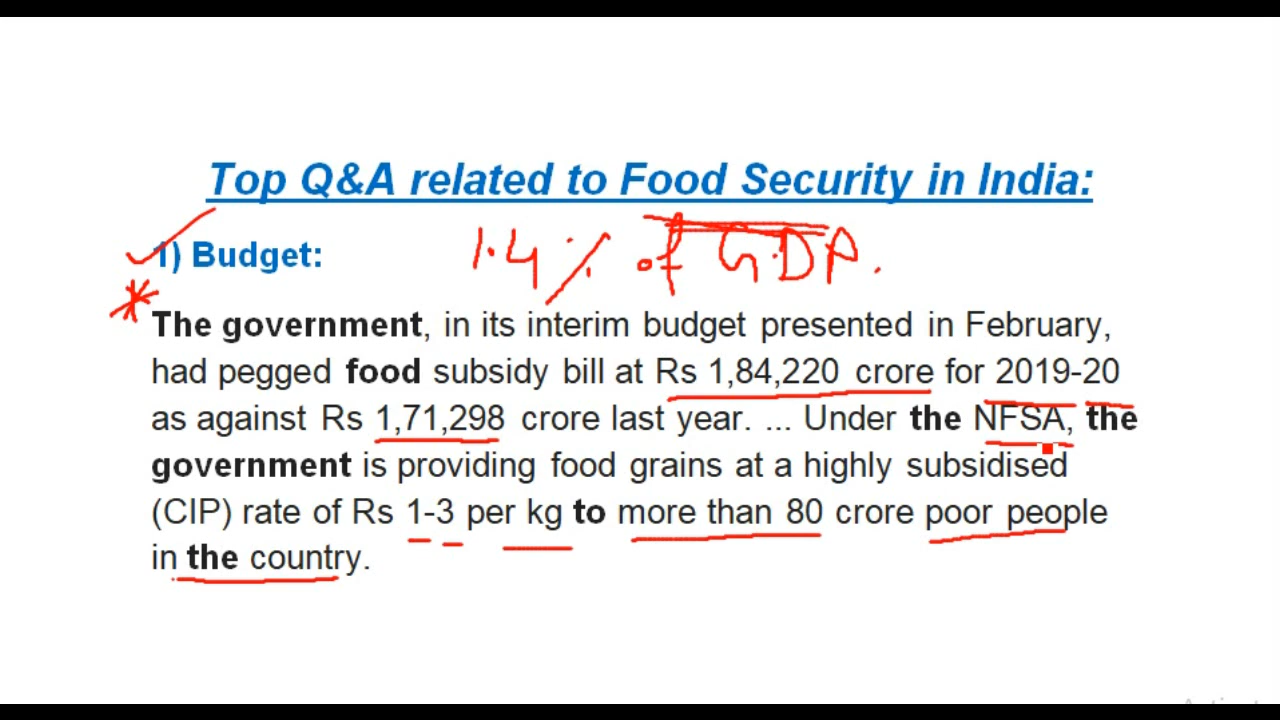 Top Q&A related to Food Security in India:
1) Budget:
1.4% of GDP.
The government, in its interim budget presented in February,
had pegged food subsidy bill at Rs 1,84,220 crore for 2019-20
as against Rs 1,71,298 crore last year. ... Under the NFSA, the
government is providing food grains at a highly subsidised
(CIP) rate of Rs 1-3 per kg to more than 80 crore poor people
in the country.